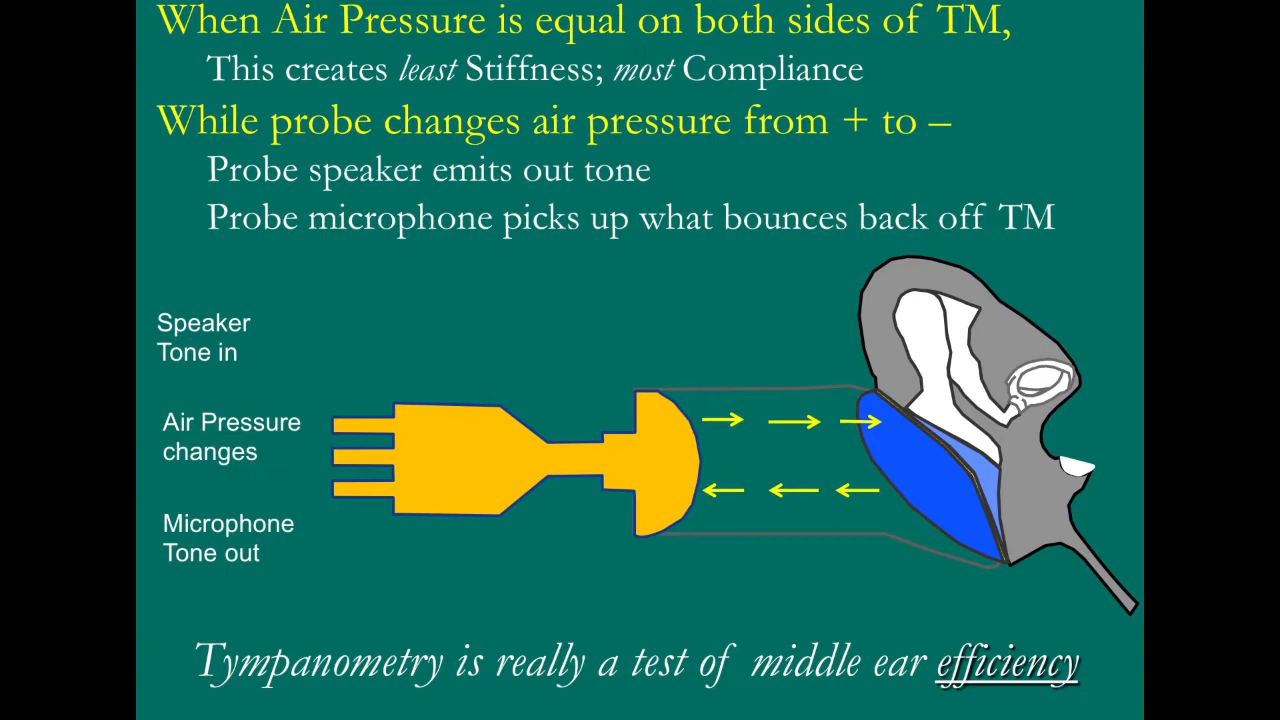 When Air Pressure is equal on both sides of TM,
This creates least Stiffness; most Compliance
While probe changes air pressure from + to –
Probe speaker emits out tone
Probe microphone picks up what bounces back off TM
Speaker
Tone in
Air Pressure
changes
Microphone
Tone out
Tympanometry is really a test of middle ear efficiency